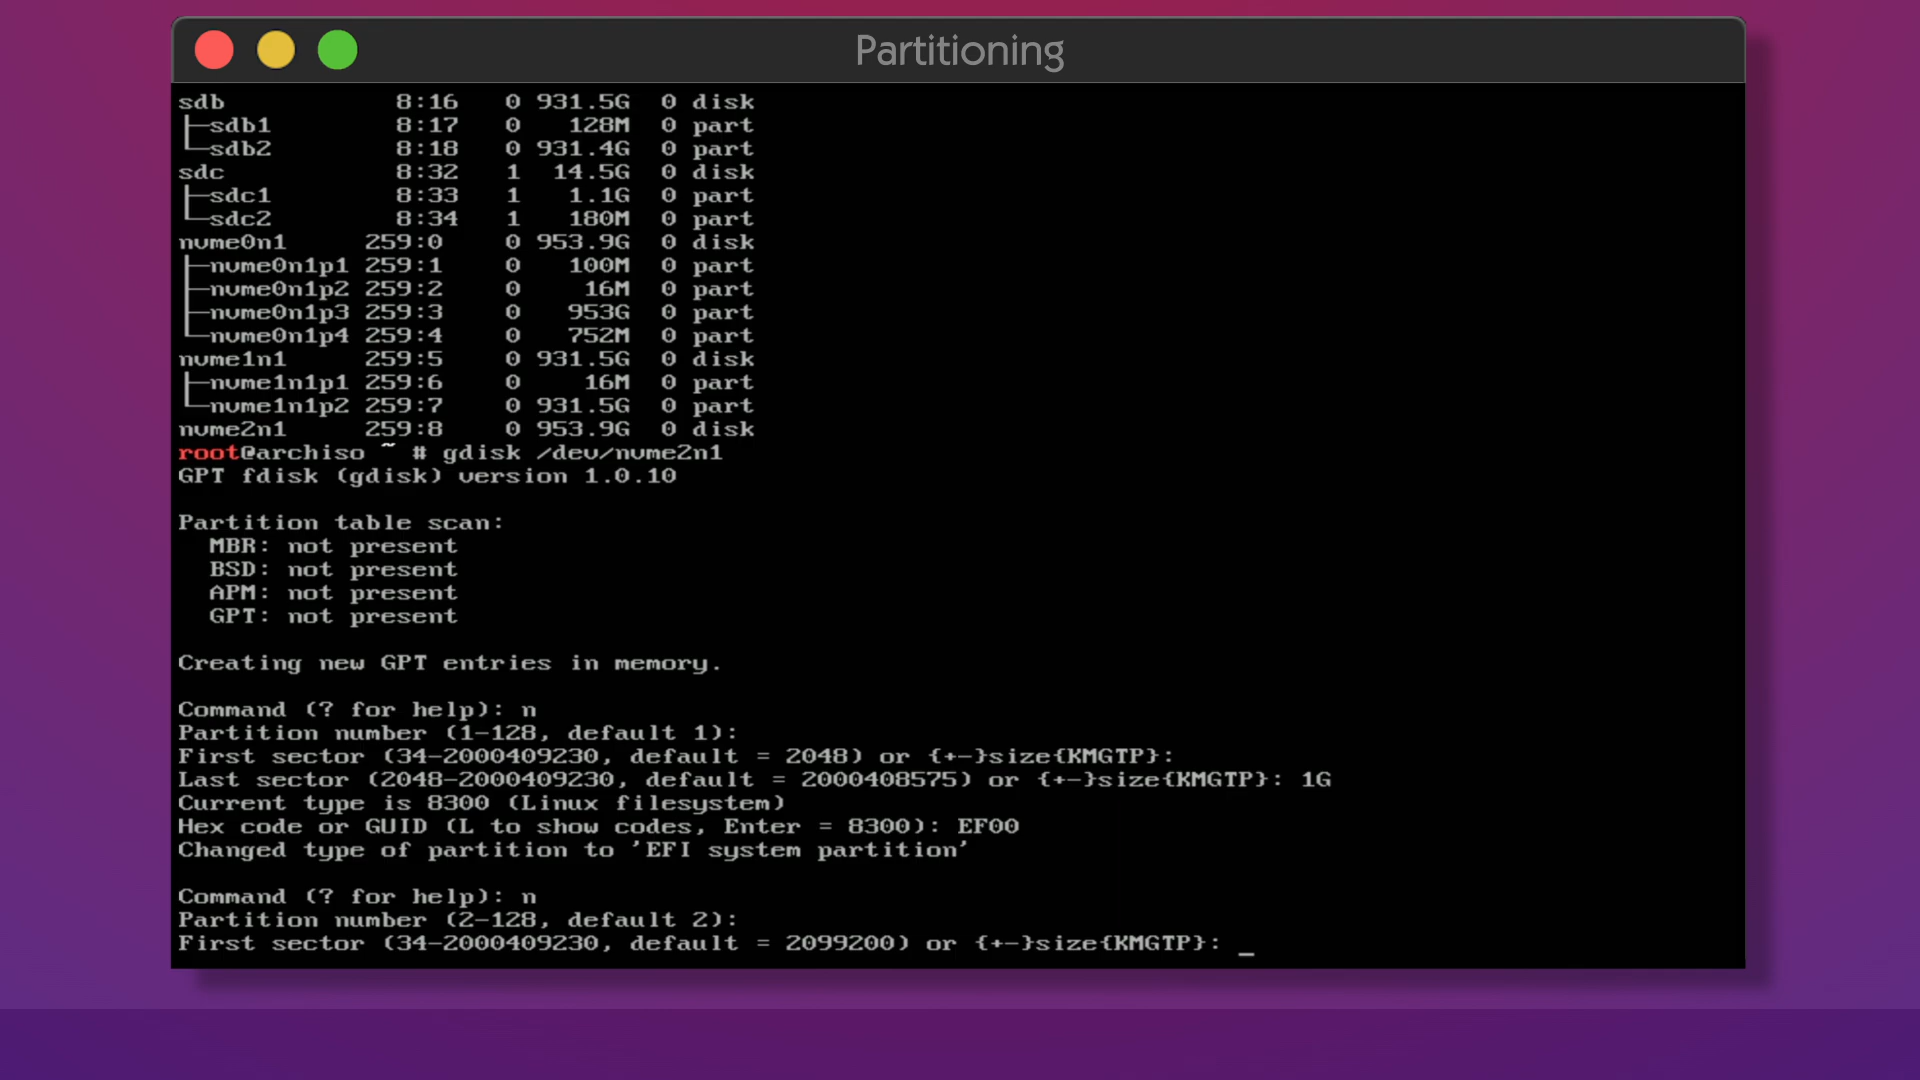 Partitioning
sdb 8:16 0 931.5G 0 disk
├─sdb1 8:17 0 128M 0 part
└─sdb2 8:18 0 931.4G 0 part
sdc 8:32 1 14.5G 0 disk
├─sdc1 8:33 1 1.1G 0 part
└─sdc2 8:34 1 180M 0 part
nvme0n1 259:0 0 953.9G 0 disk
├─nvme0n1p1 259:1 0 100M 0 part
├─nvme0n1p2 259:2 0 16M 0 part
├─nvme0n1p3 259:3 0 953G 0 part
└─nvme0n1p4 259:4 0 752M 0 part
nvme1n1 259:5 0 931.5G 0 disk
├─nvme1n1p1 259:6 0 16M 0 part
└─nvme1n1p2 259:7 0 931.5G 0 part
nvme2n1 259:8 0 953.9G 0 disk
root@archiso ~ # gdisk /dev/nvme2n1
GPT fdisk (gdisk) version 1.0.10
Partition table scan:
MBR: not present
BSD: not present
APM: not present
GPT: not present
Creating new GPT entries in memory.
Command (? for help): n
Partition number (1-128, default 1):
First sector (34-2000409230, default = 2048) or {+-}size{KMGTP}:
Last sector (2048-2000409230, default = 2000408575) or {+-}size{KMGTP}: 1G
Current type is 8300 (Linux filesystem)
Hex code or GUID (L to show codes, Enter = 8300): EF00
Changed type of partition to 'EFI system partition'
Command (? for help): n
Partition number (2-128, default 2):
First sector (34-2000409230, default = 2099200) or {+-}size{KMGTP}: _